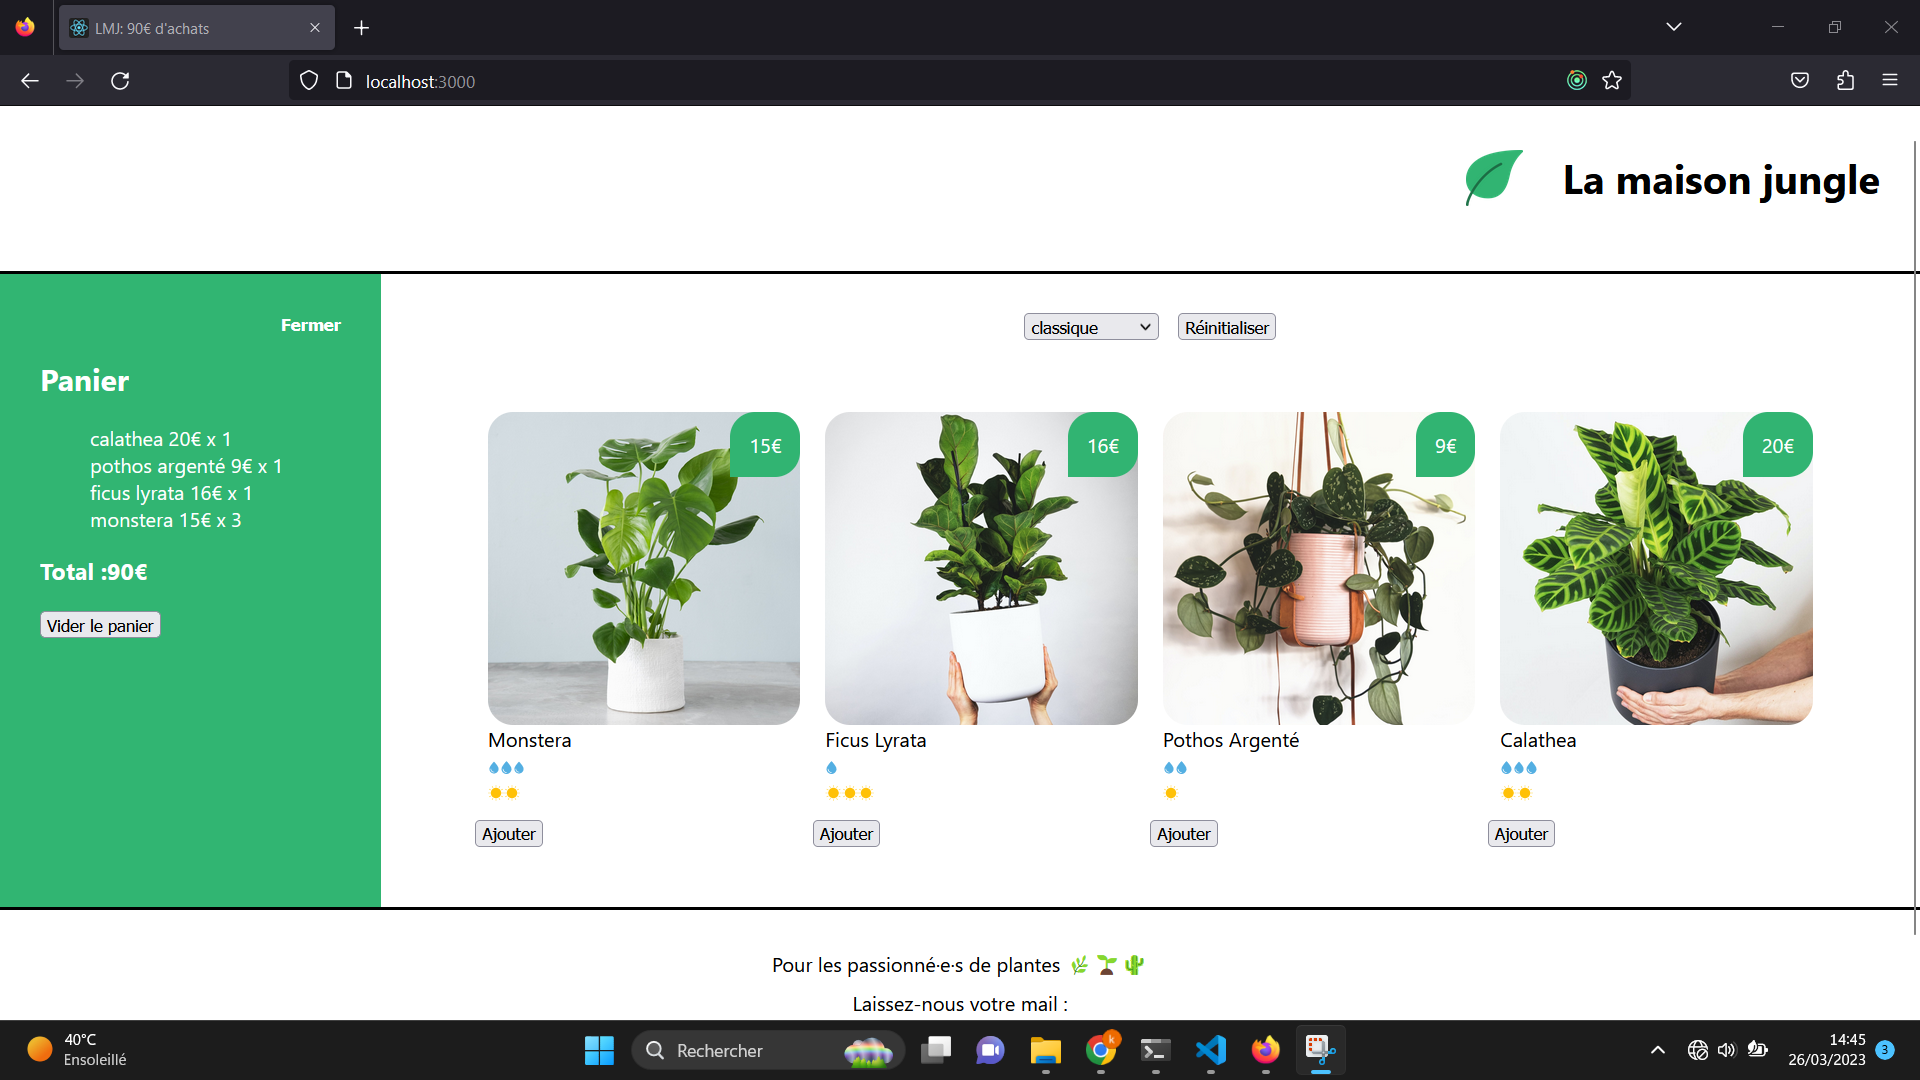 LMJ: 90€ d'achats
localhost:3000
La maison jungle
Fermer
Panier
calathea 20€ x 1
pothos argenté 9€ x 1
ficus lyrata 16€ x 1
monstera 15€ x 3
Total :90€
Vider le panier
classique
Réinitialiser
15€
16€
9€
20€
Monstera
Ficus Lyrata
Pothos Argenté
Calathea
Ajouter
Ajouter
Ajouter
Ajouter
Pour les passionné·e·s de plantes
Laissez-nous votre mail :
40°C
Ensoleillé
Rechercher
k
14:45
26/03/2023
3